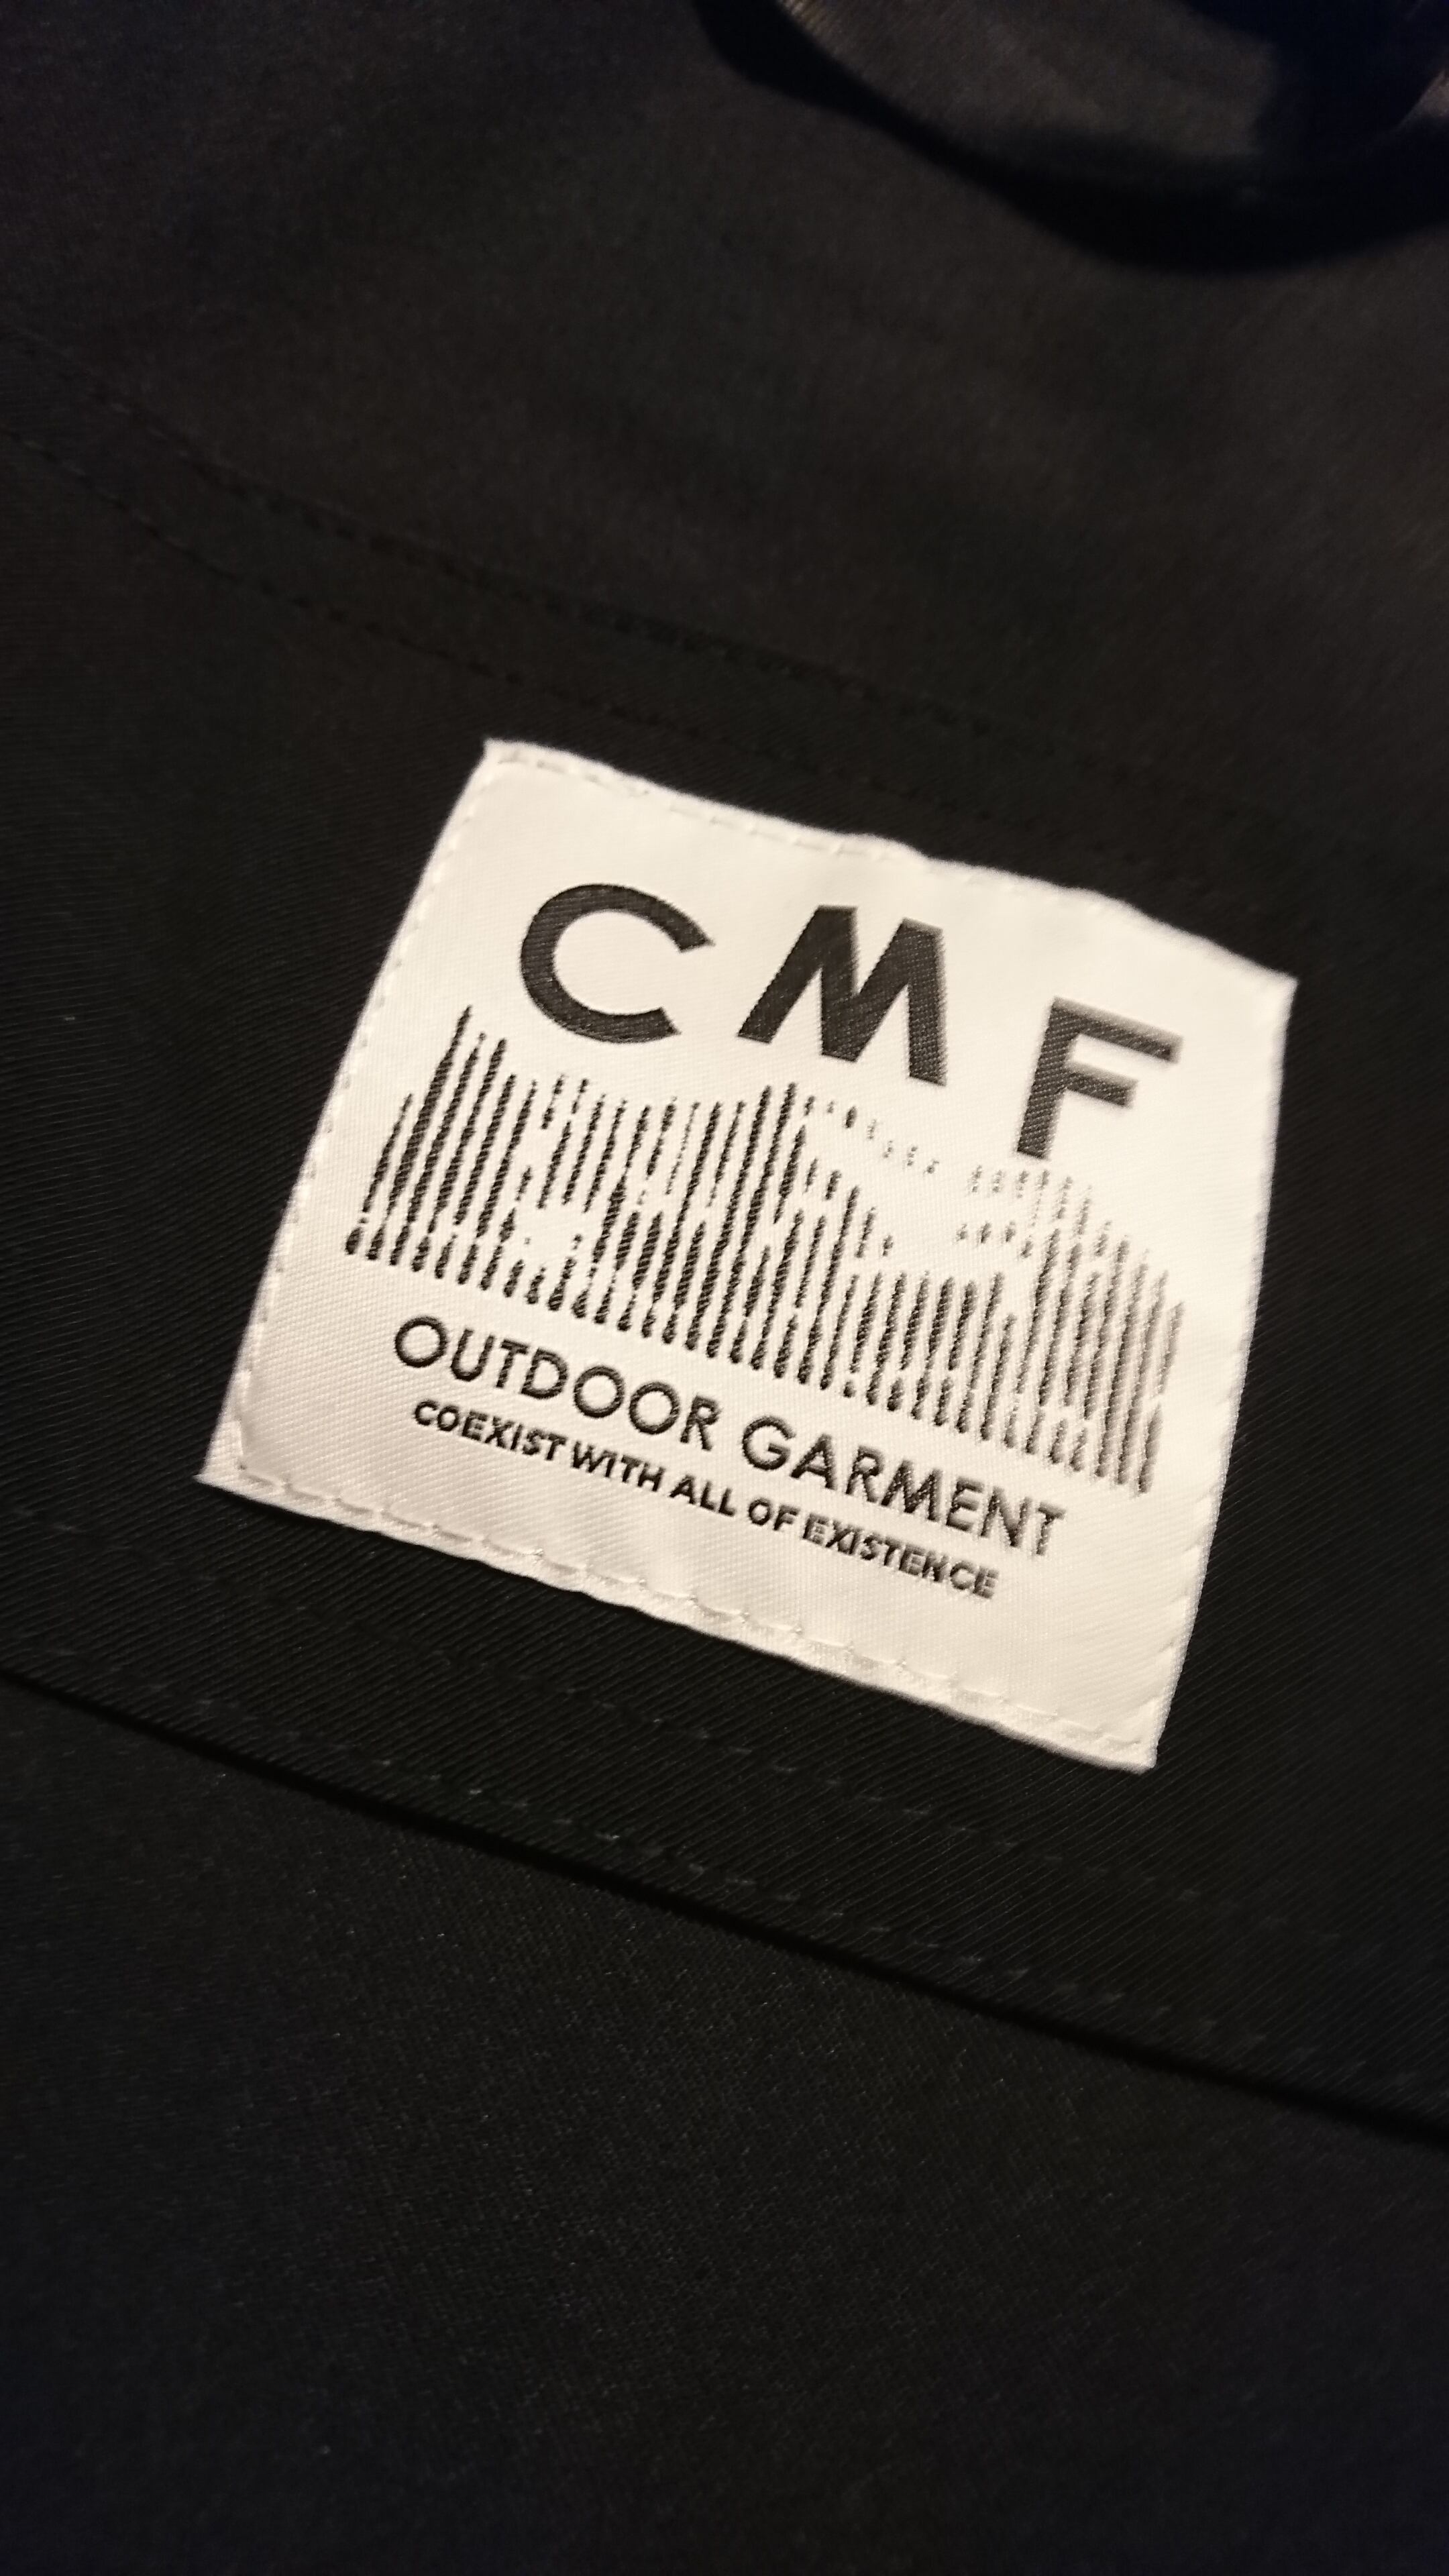 CMF
OUTDOOR GARMENT
COEXIST WITH ALL OF EXISTENCE